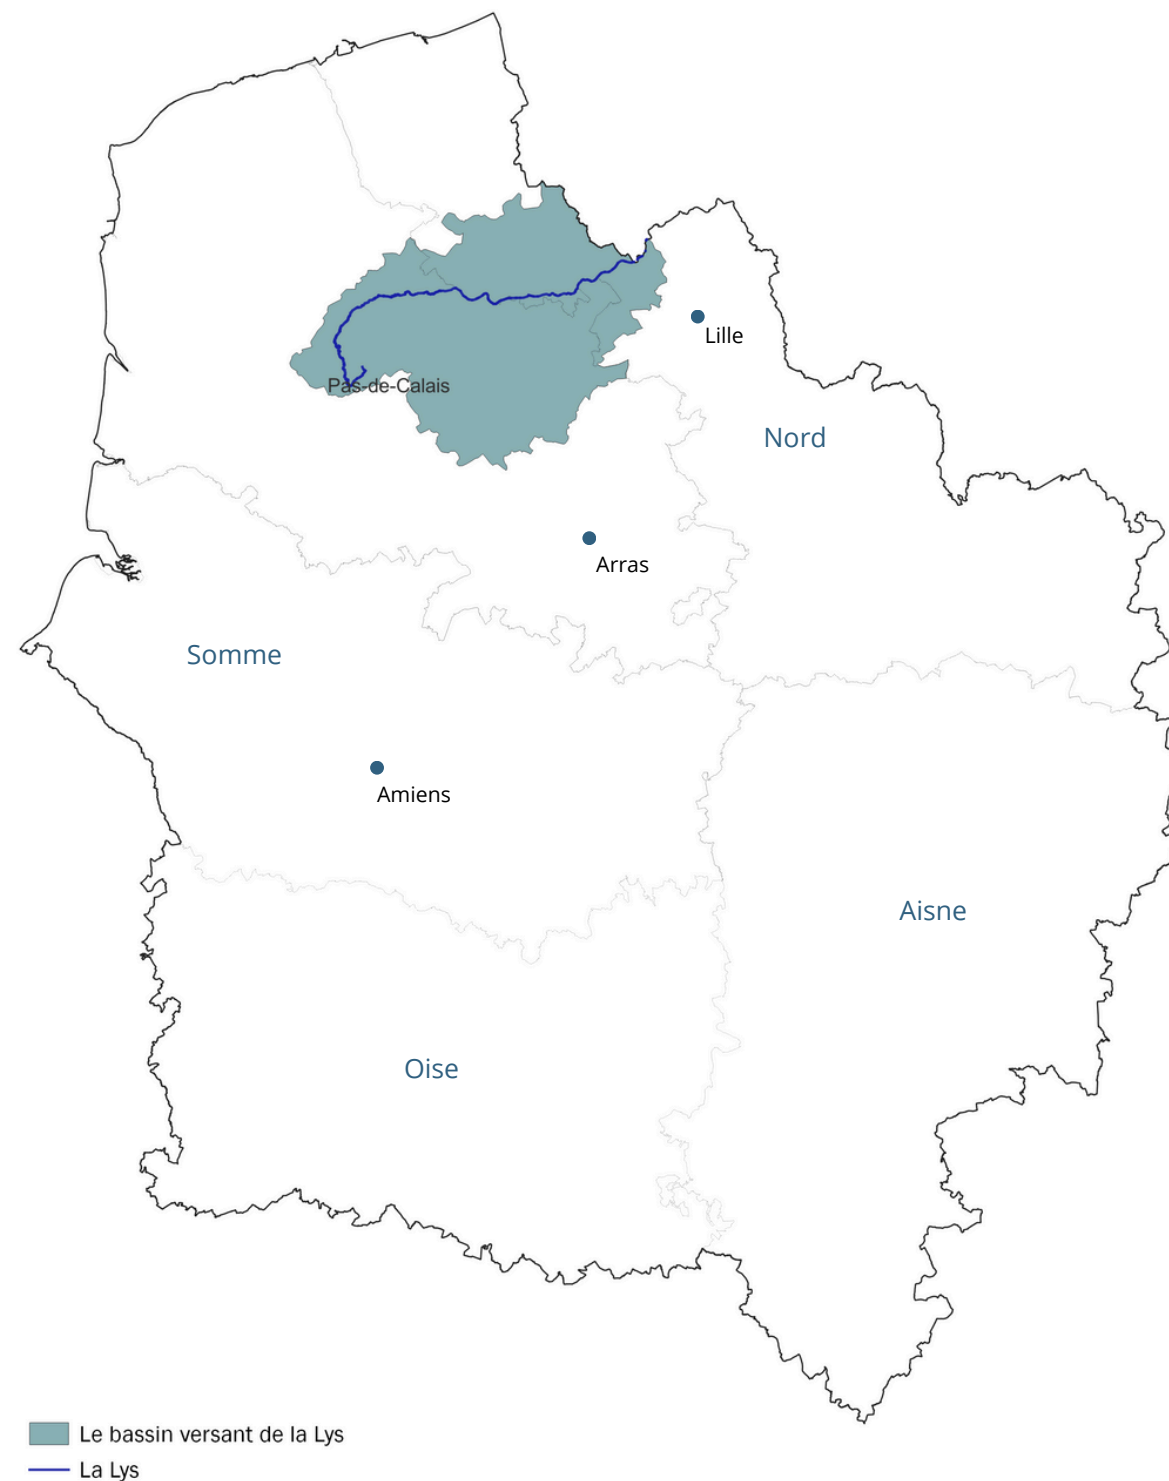 Lille
Pas-de-Calais
Nord
Arras
Somme
Amiens
Aisne
Oise
Le bassin versant de la Lys
La Lys